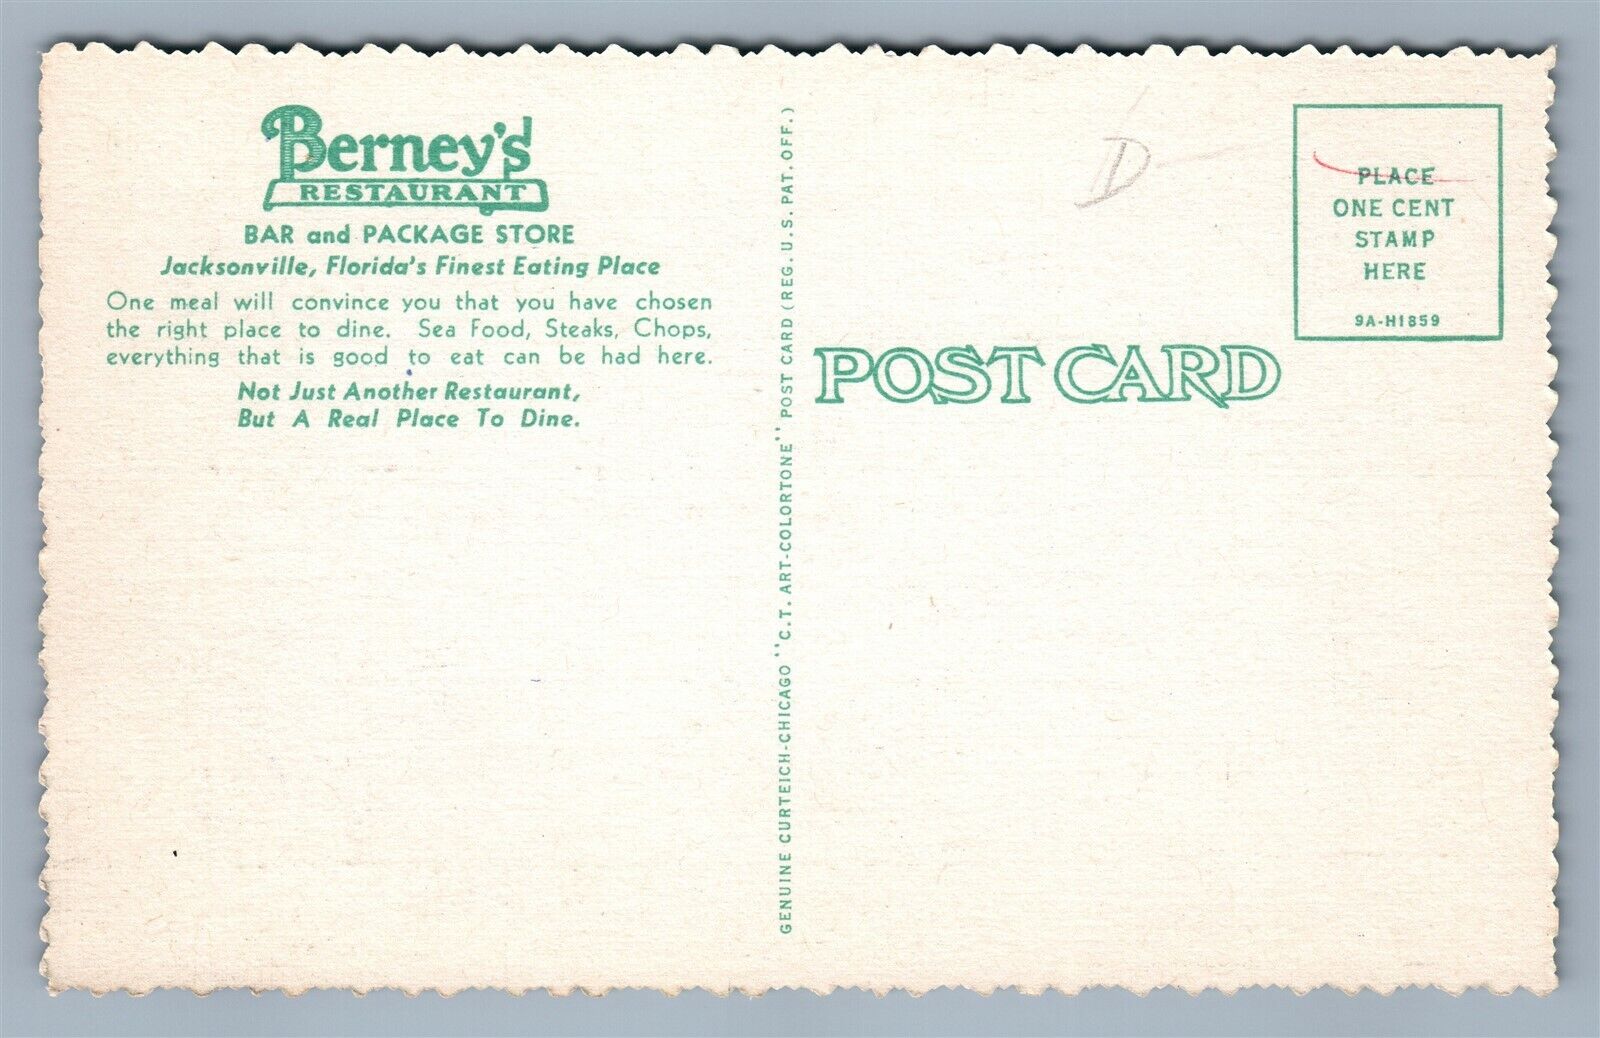 Berney's
RESTAURANT
BAR and PACKAGE STORE
Jacksonville, Florida's Finest Eating Place
One meal will convince you that you have chosen
the right place to dine. Sea Food, Steaks, Chops,
everything that is good to eat can be had here.
Not Just Another Restaurant,
But A Real Place To Dine.
GENUINE CURTEICH-CHICAGO "C.T. ART-COLORTONE" POST CARD (REG. U.S. PAT. OFF.)
D
POST CARD
PLACE
ONE CENT
STAMP
HERE
9A-H1859